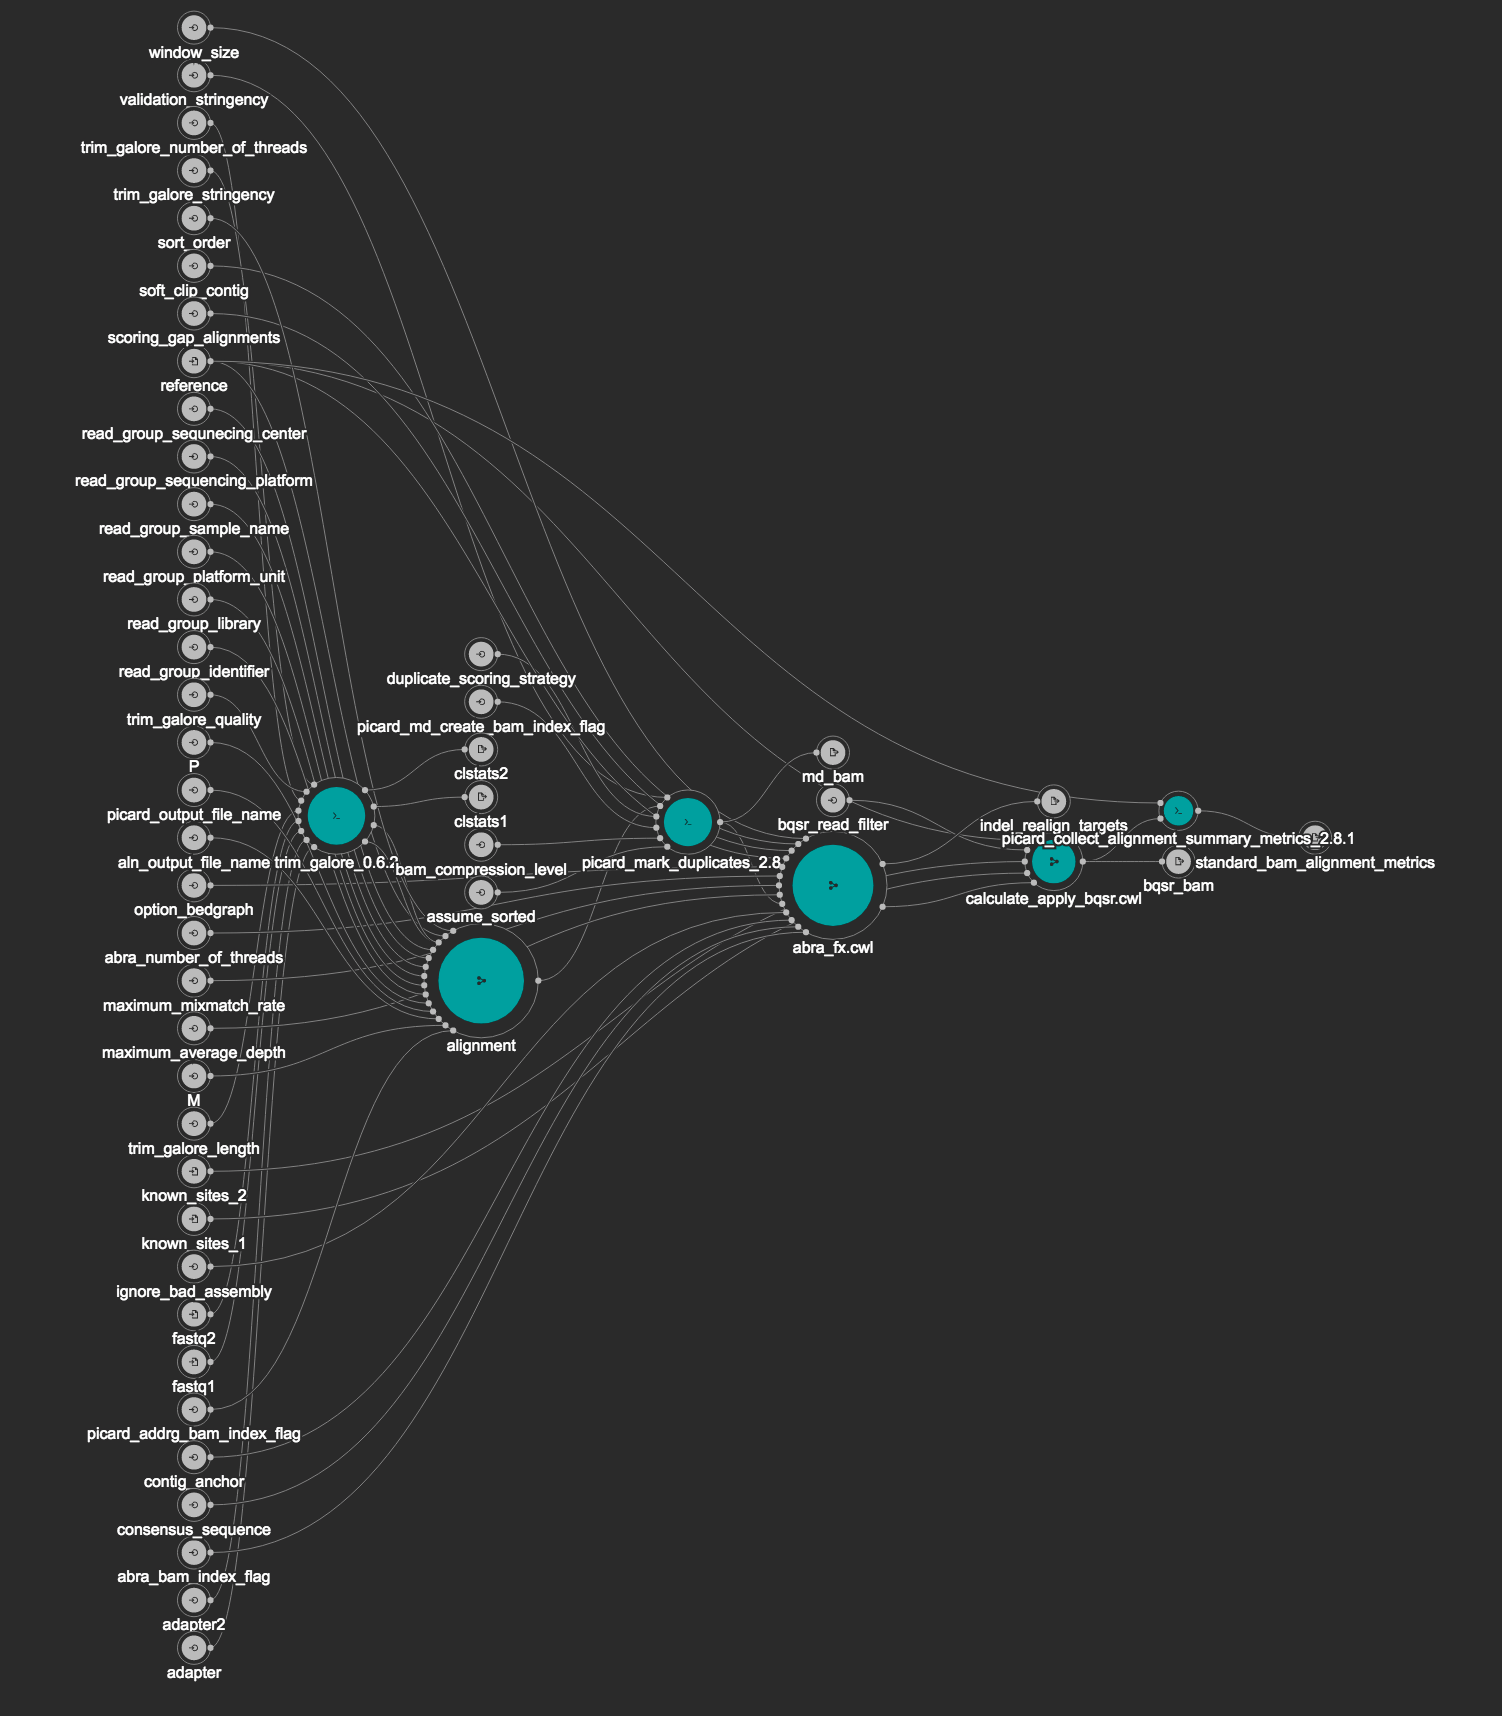 window_size
validation_stringency
trim_galore_number_of_threads
trim_galore_stringency
sort_order
soft_clip_contig
scoring_gap_alignments
reference
read_group_sequnecing_center
read_group_sequencing_platform
read_group_sample_name
read_group_platform_unit
read_group_library
read_group_identifier
trim_galore_quality
P
picard_output_file_name
aln_output_file_name
option_bedgraph
abra_number_of_threads
maximum_mixmatch_rate
maximum_average_depth
M
trim_galore_length
known_sites_2
known_sites_1
ignore_bad_assembly
fastq2
fastq1
picard_addrg_bam_index_flag
contig_anchor
consensus_sequence
abra_bam_index_flag
adapter2
adapter
trim_galore_0.6.2
duplicate_scoring_strategy
picard_md_create_bam_index_flag
clstats2
clstats1
bam_compression_level
assume_sorted
alignment
picard_mark_duplicates_2.8
md_bam
bqsr_read_filter
abra_fx.cwl
indel_realign_targets
calculate_apply_bqsr.cwl
picard_collect_alignment_summary_metrics_2.8.1
bqsr_bam
standard_bam_alignment_metrics